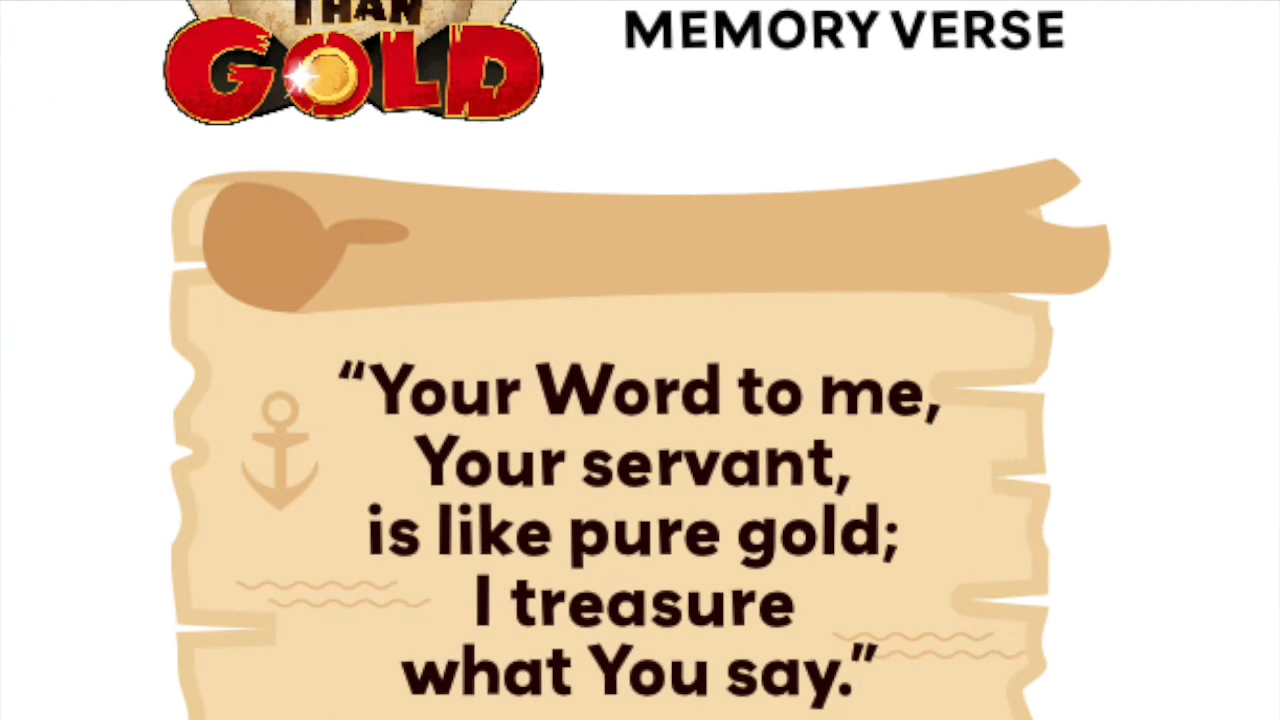 THAN
GOLD
MEMORY VERSE
“Your Word to me,
Your servant,
is like pure gold;
I treasure
what You say.”